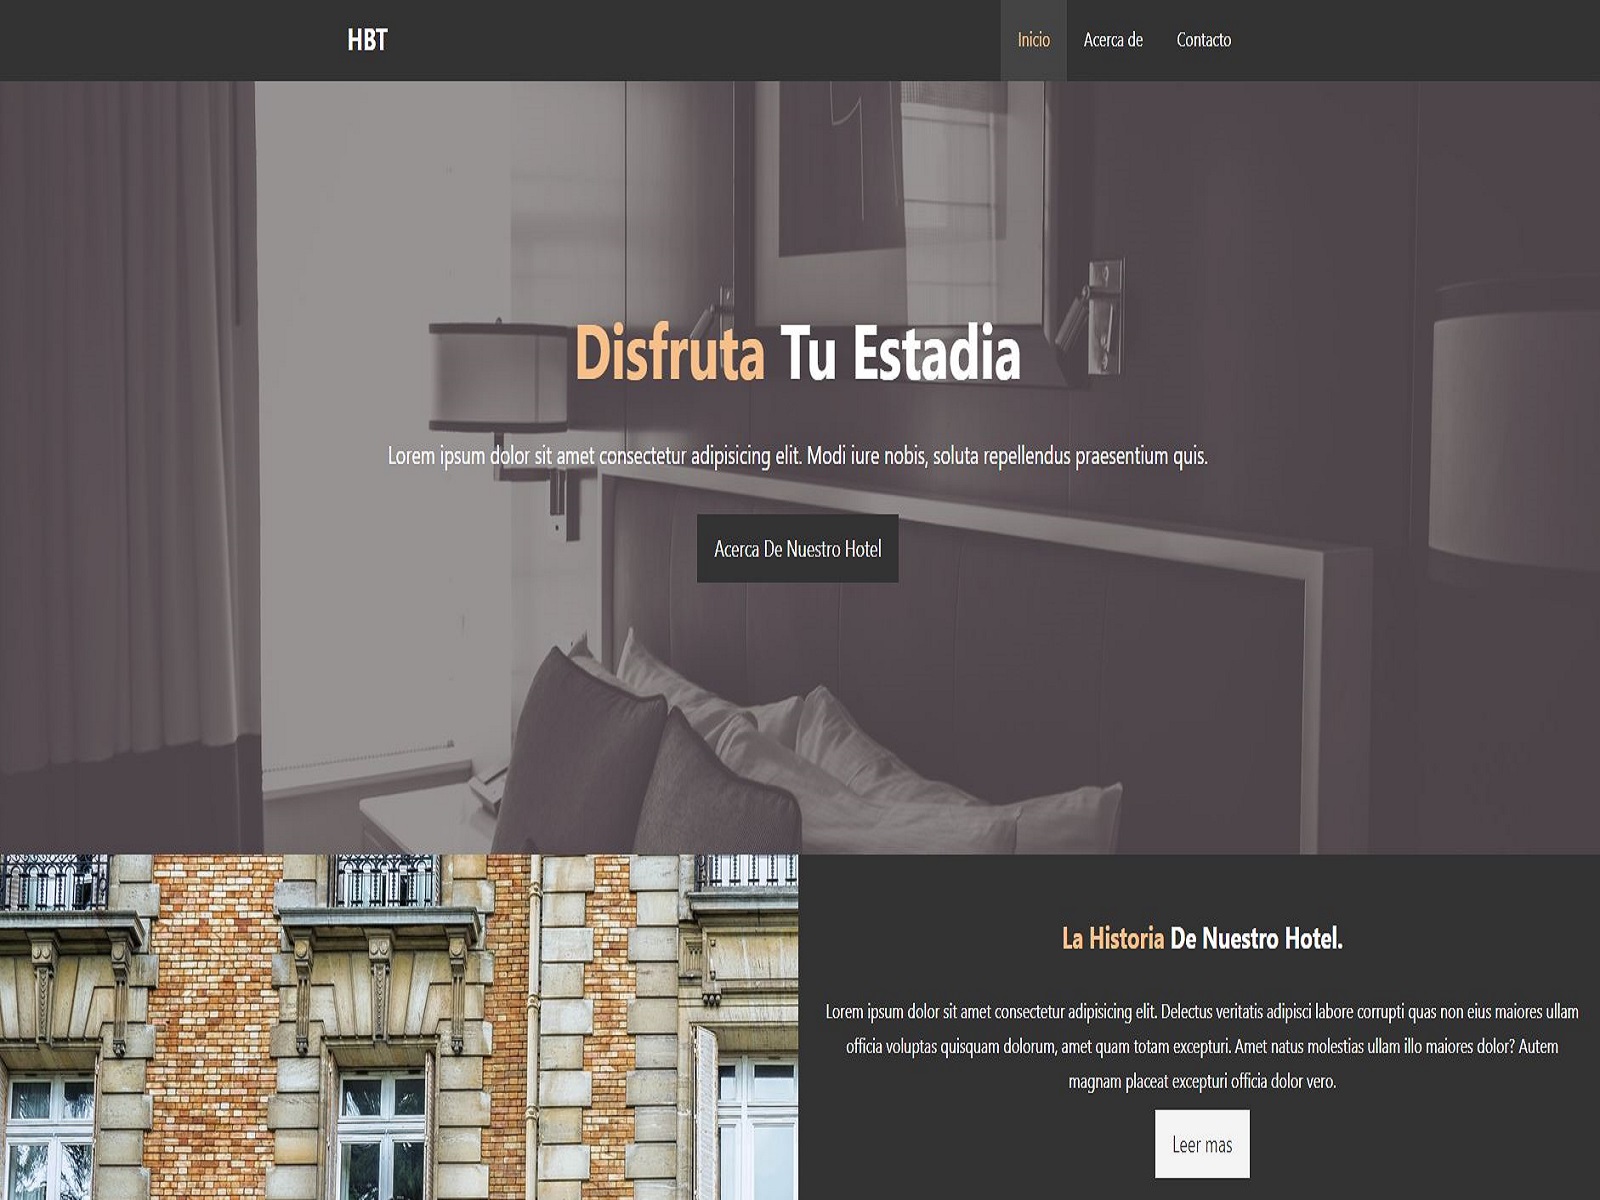 HBT
Inicio Acerca de Contacto
Disfruta Tu Estadia
Lorem ipsum dolor sit amet consectetur adipisicing elit. Modi iure nobis, soluta repellendus praesentium quis.
Acerca De Nuestro Hotel
La Historia De Nuestro Hotel.
Lorem ipsum dolor sit amet consectetur adipisicing elit. Delectus veritatis adipisci labore corrupti quas non eius maiores ullam
officia voluptas quisquam dolorum, amet quam totam excepturi. Amet natus molestias ullam illo maiores dolor? Autem
magnam placeat excepturi officia dolor vero.
Leer mas